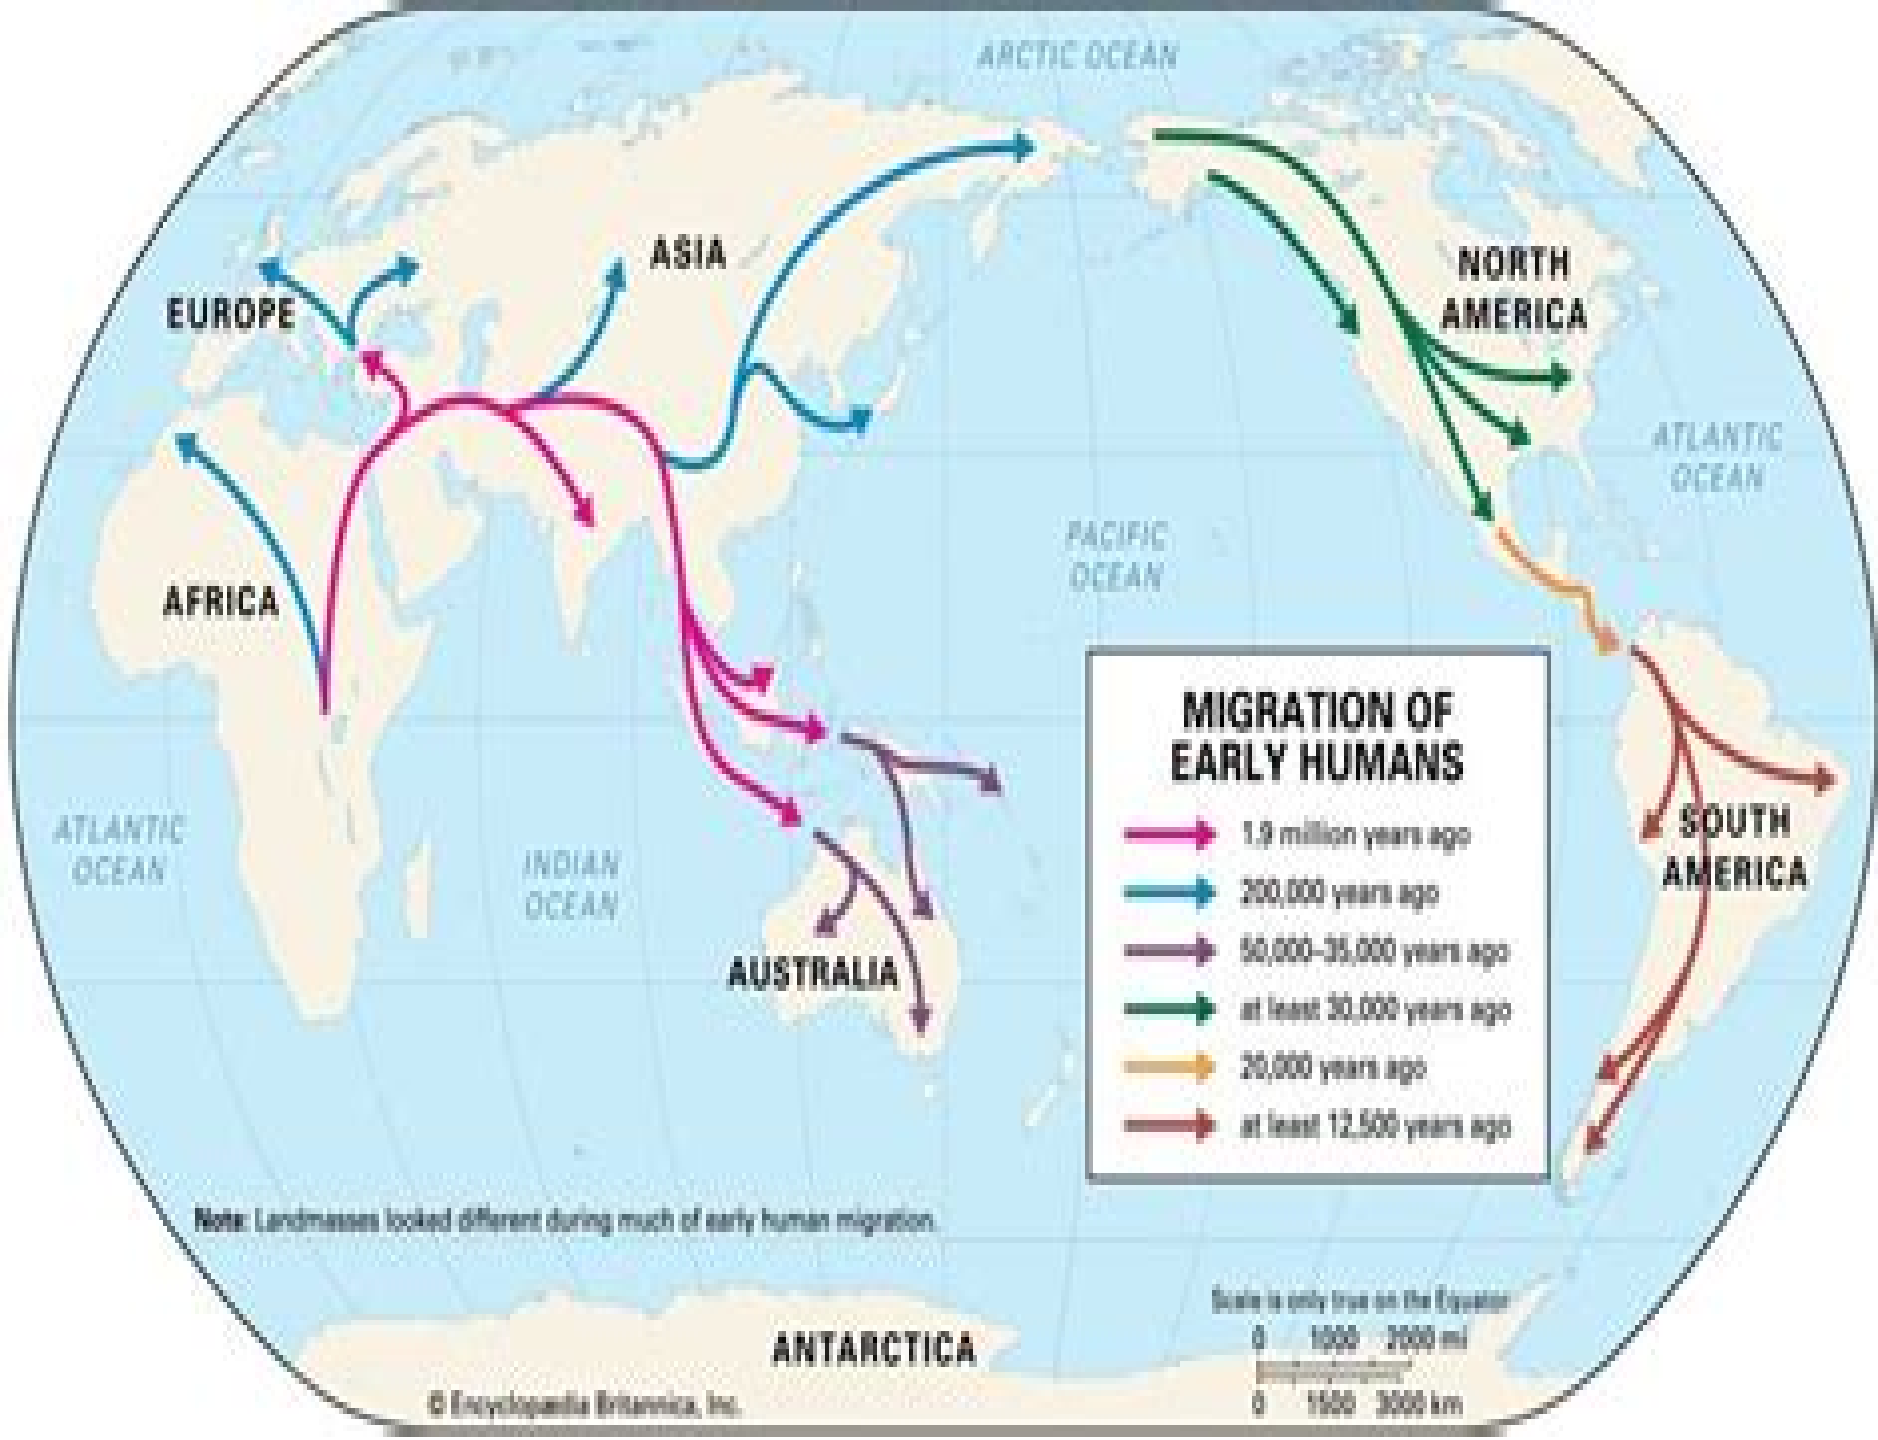 ARCTIC OCEAN
ASIA
EUROPE
NORTH
AMERICA
ATLANTIC
OCEAN
PACIFIC
OCEAN
AFRICA
MIGRATION OF
EARLY HUMANS
1.9 million years ago
200,000 years ago
50,000–35,000 years ago
at least 30,000 years ago
20,000 years ago
at least 12,500 years ago
SOUTH
AMERICA
ATLANTIC
OCEAN
INDIAN
OCEAN
AUSTRALIA
Note: Landmasses looked different during much of early human migration.
Scale is only true on the Equator
0 1000 2000 mi
0 1500 3000 km
ANTARCTICA
© Encyclopædia Britannica, Inc.